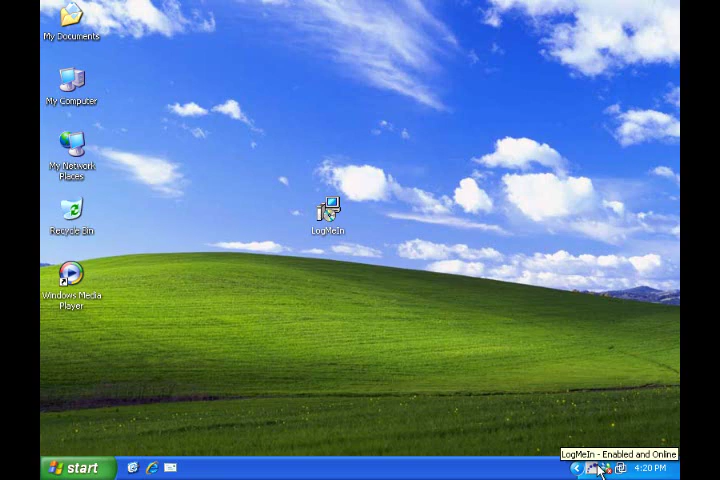 My Documents
My Computer
My Network
Places
Recycle Bin
Windows Media
Player
LogMeIn
LogMeIn - Enabled and Online
start
4:20 PM